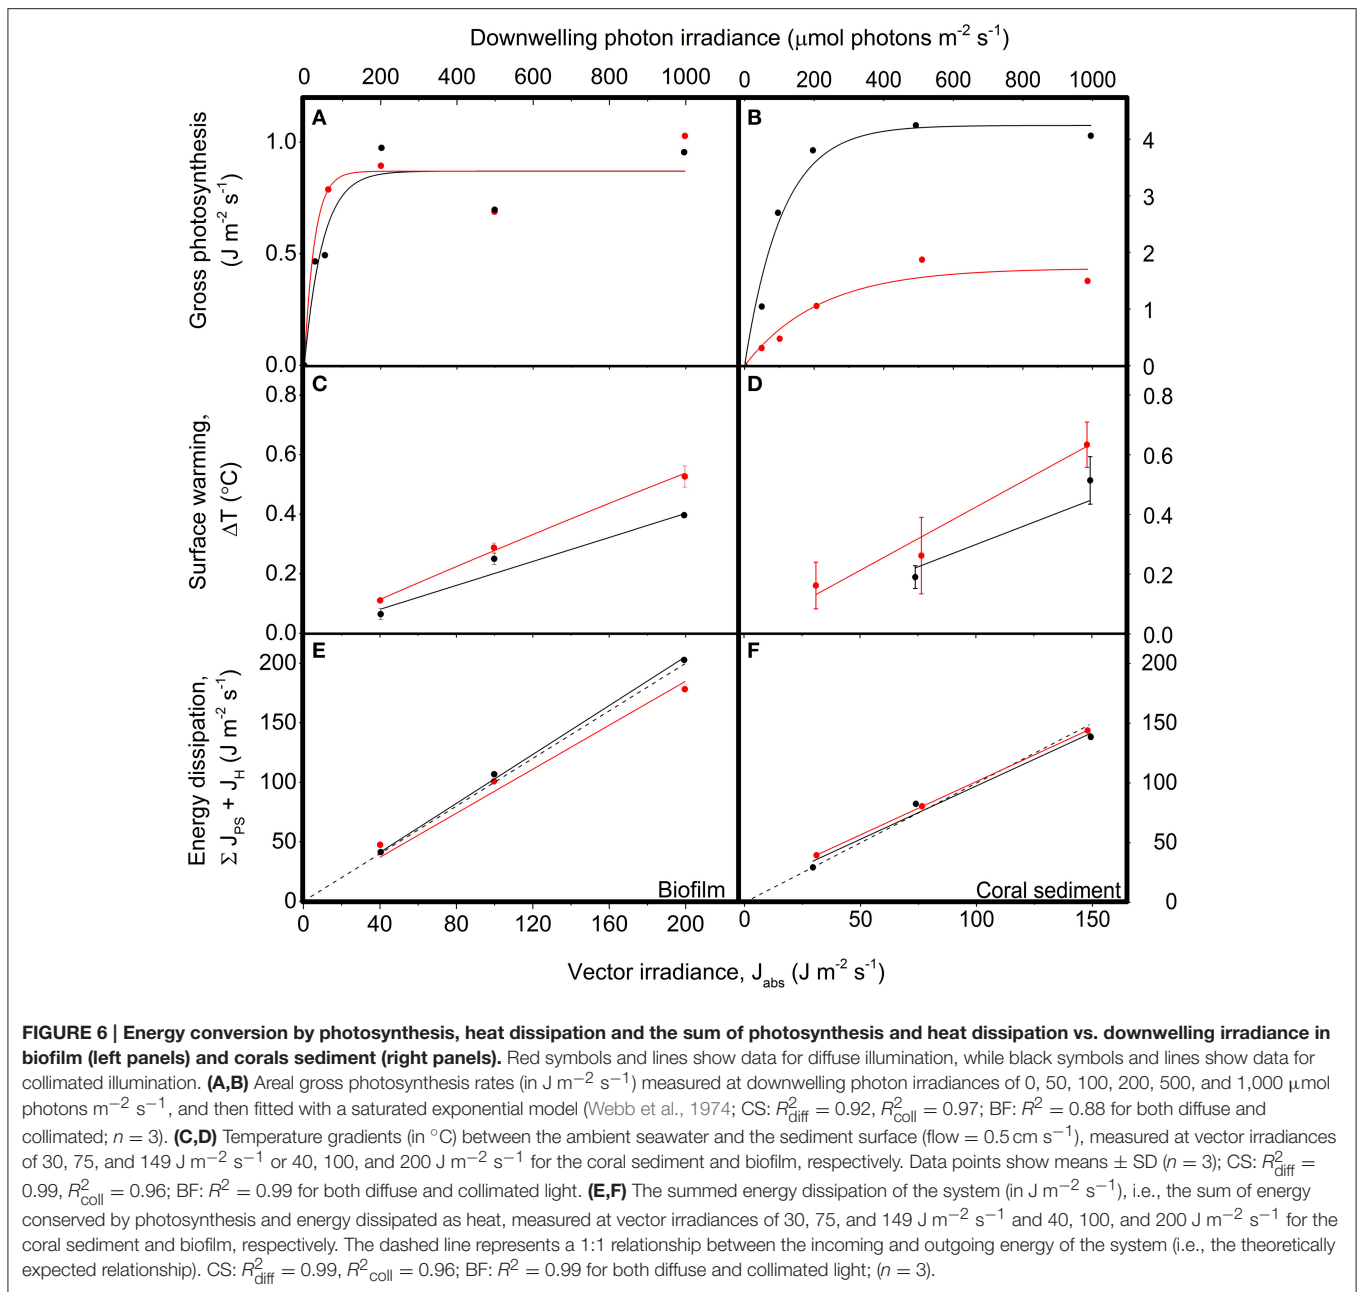 Downwelling photon irradiance (μmol photons m⁻² s⁻¹)
0 200 400 600 800 1000 0 200 400 600 800 1000
A B
Gross photosynthesis
(J m⁻² s⁻¹)
1.0 0.5 0.0
4 3 2 1 0
C D
Surface warming,
ΔT (°C)
0.8 0.6 0.4 0.2 0.0
0.8 0.6 0.4 0.2 0.0
E F
Energy dissipation,
Σ J_PS + J_H (J m⁻² s⁻¹)
200 150 100 50 0
200 150 100 50 0
Biofilm Coral sediment
0 40 80 120 160 200 0 50 100 150
Vector irradiance, J_abs (J m⁻² s⁻¹)
FIGURE 6 | Energy conversion by photosynthesis, heat dissipation and the sum of photosynthesis and heat dissipation vs. downwelling irradiance in
biofilm (left panels) and corals sediment (right panels). Red symbols and lines show data for diffuse illumination, while black symbols and lines show data for
collimated illumination. (A,B) Areal gross photosynthesis rates (in J m⁻² s⁻¹) measured at downwelling photon irradiances of 0, 50, 100, 200, 500, and 1,000 μmol
photons m⁻² s⁻¹, and then fitted with a saturated exponential model (Webb et al., 1974; CS: R²_diff = 0.92, R²_coll = 0.97; BF: R² = 0.88 for both diffuse and
collimated; n = 3). (C,D) Temperature gradients (in °C) between the ambient seawater and the sediment surface (flow = 0.5 cm s⁻¹), measured at vector irradiances
of 30, 75, and 149 J m⁻² s⁻¹ or 40, 100, and 200 J m⁻² s⁻¹ for the coral sediment and biofilm, respectively. Data points show means ± SD (n = 3); CS: R²_diff =
0.99, R²_coll = 0.96; BF: R² = 0.99 for both diffuse and collimated light. (E,F) The summed energy dissipation of the system (in J m⁻² s⁻¹), i.e., the sum of energy
conserved by photosynthesis and energy dissipated as heat, measured at vector irradiances of 30, 75, and 149 J m⁻² s⁻¹ and 40, 100, and 200 J m⁻² s⁻¹ for the
coral sediment and biofilm, respectively. The dashed line represents a 1:1 relationship between the incoming and outgoing energy of the system (i.e., the theoretically
expected relationship). CS: R²_diff = 0.99, R²_coll = 0.96; BF: R² = 0.99 for both diffuse and collimated light; (n = 3).